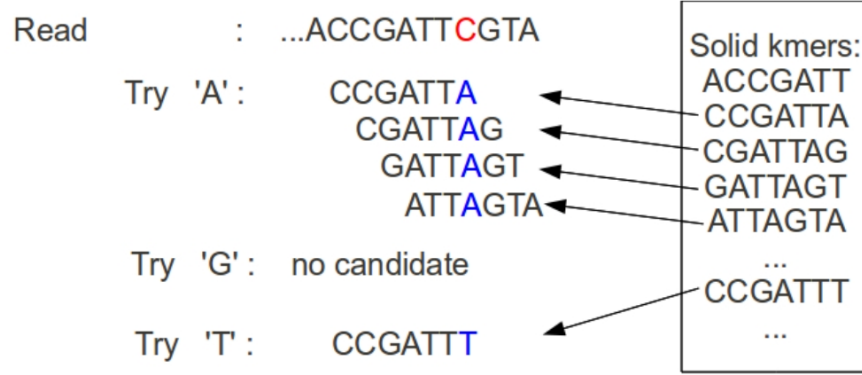 Read : ...ACCGATTCGTA
Try 'A' : CCGATTA
CGATTAG
GATTAGT
ATTAGTA
Try 'G' : no candidate
Try 'T' : CCGATTT
Solid kmers:
ACCGATT
CCGATTA
CGATTAG
GATTAGT
ATTAGTA
...
CCGATTT
...